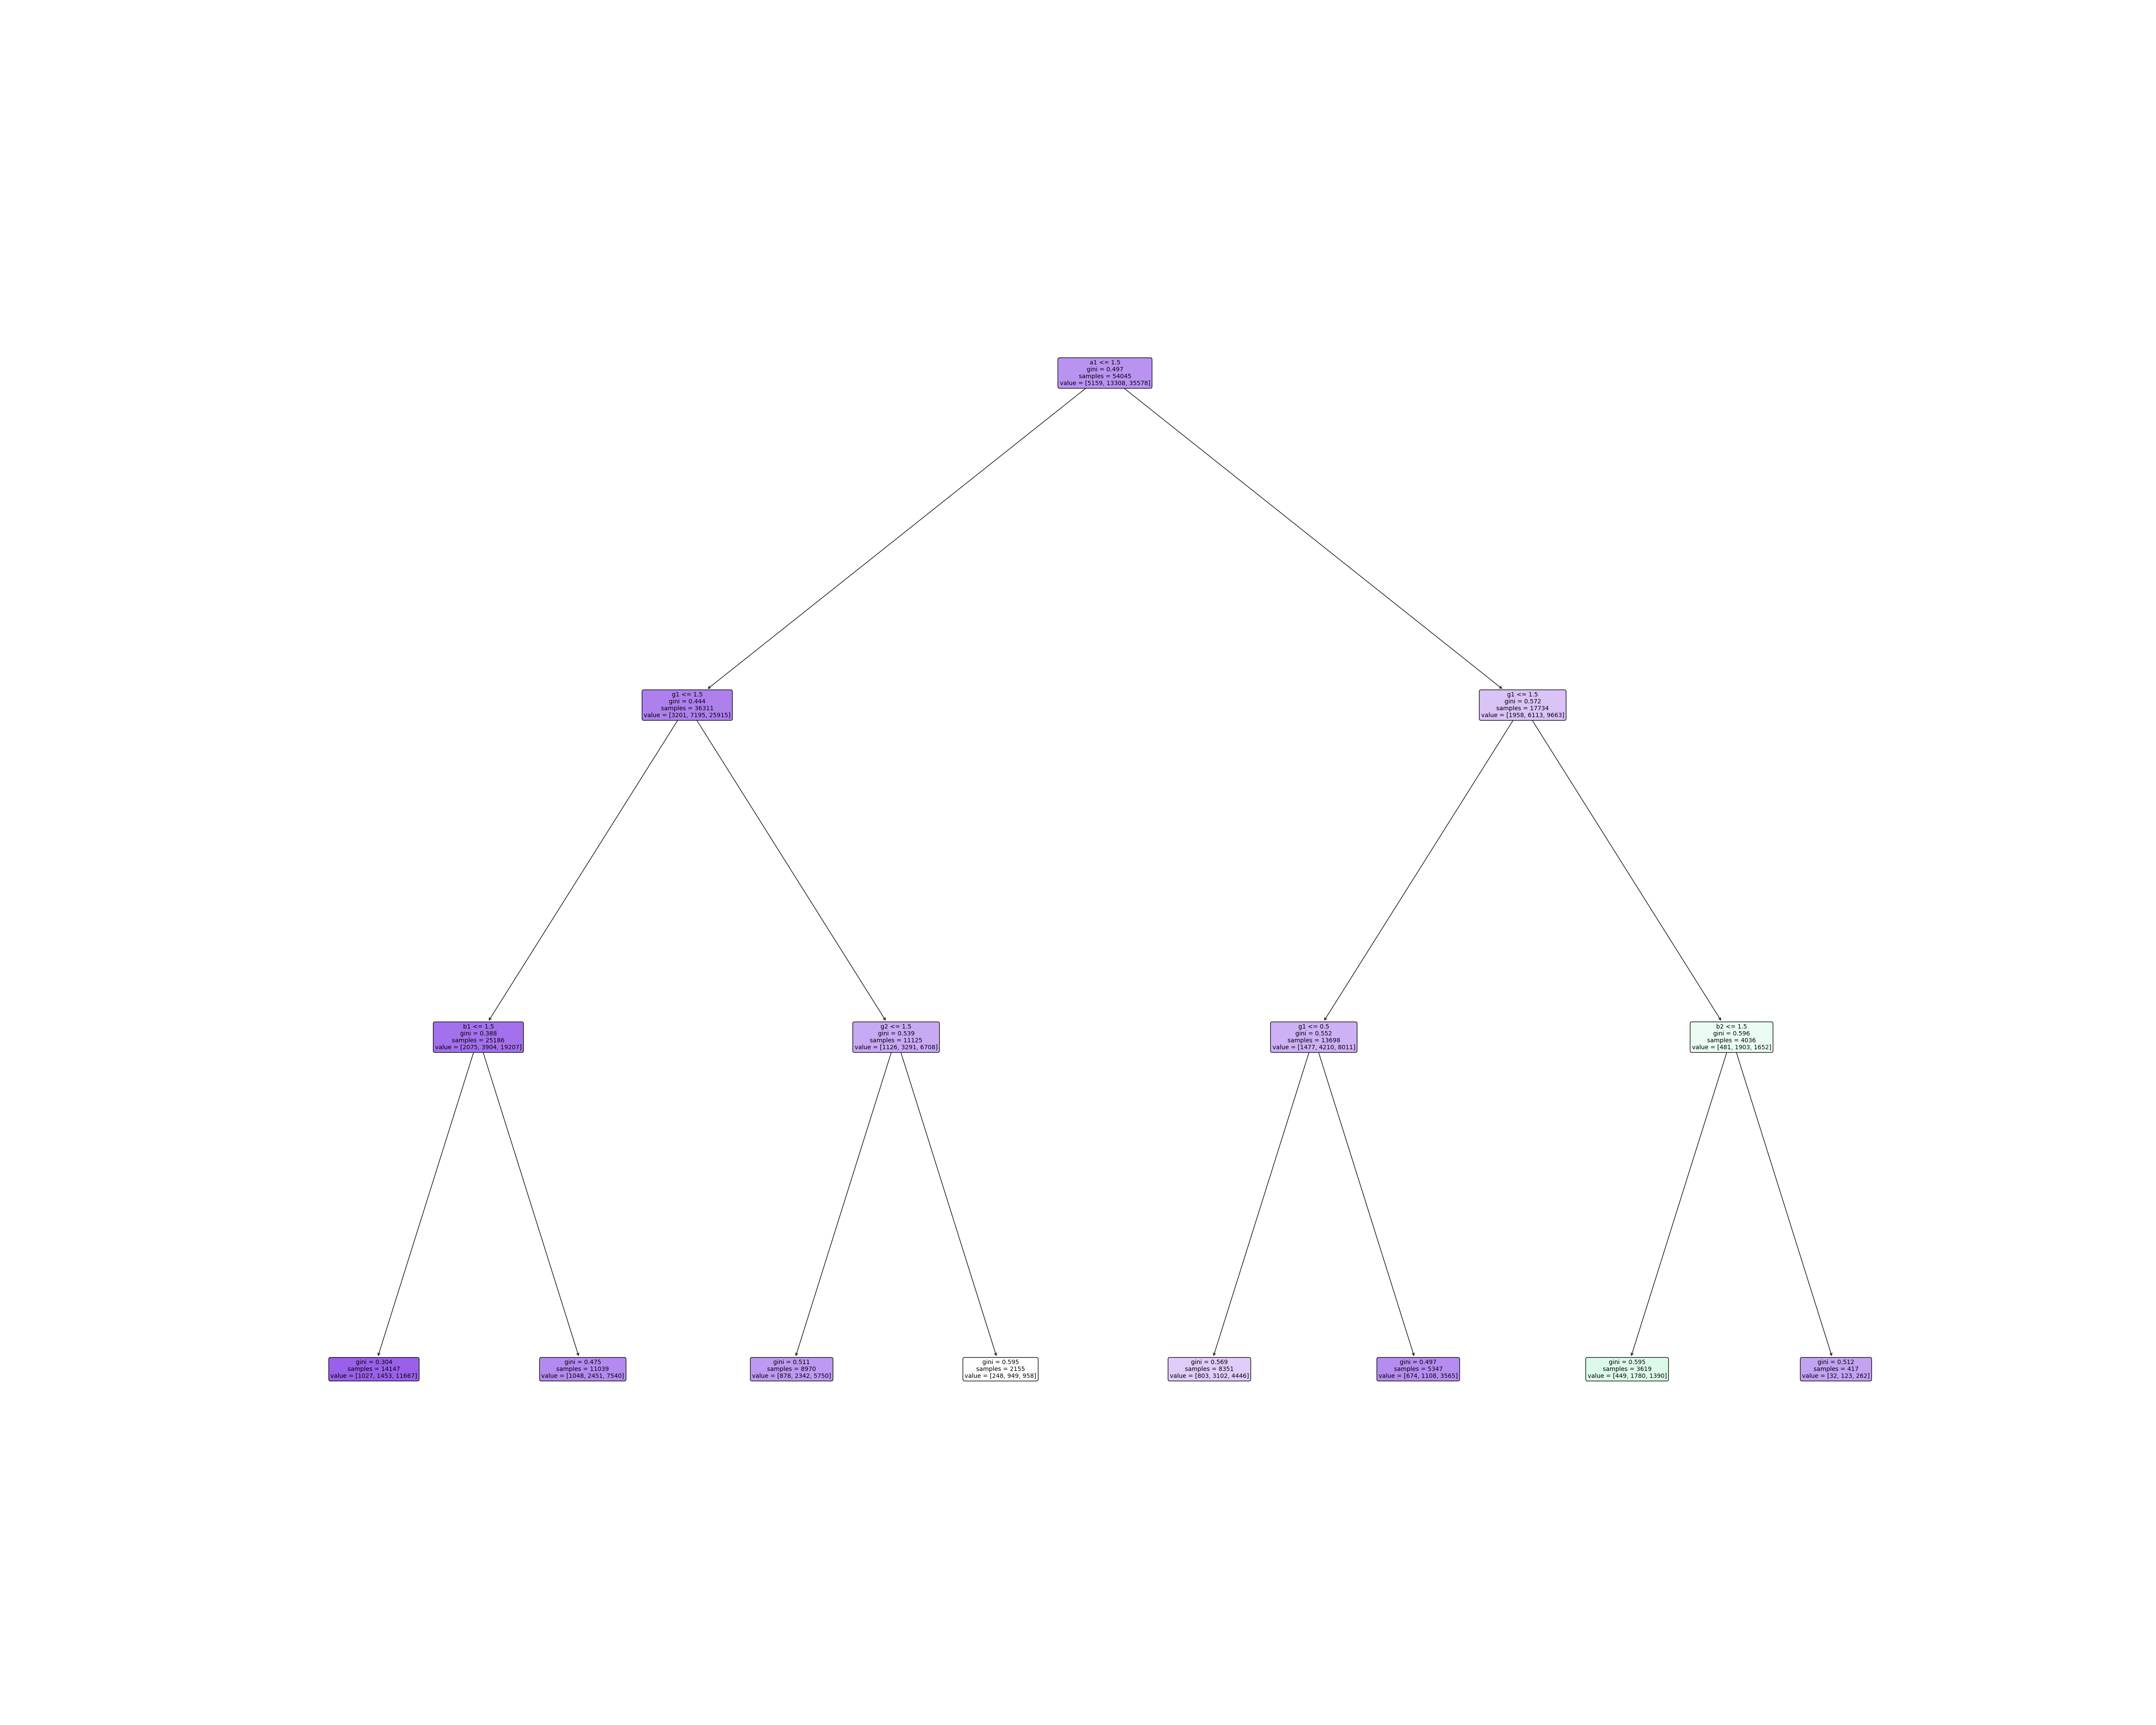 a1 <= 1.5
gini = 0.497
samples = 54045
value = [5159, 13308, 35578]
g1 <= 1.5
gini = 0.444
samples = 36311
value = [3201, 7195, 25915]
g1 <= 1.5
gini = 0.572
samples = 17734
value = [1958, 6113, 9663]
b1 <= 1.5
gini = 0.388
samples = 25186
value = [2075, 3904, 19207]
g2 <= 1.5
gini = 0.539
samples = 11125
value = [1126, 3291, 6708]
g1 <= 0.5
gini = 0.552
samples = 13698
value = [1477, 4210, 8011]
b2 <= 1.5
gini = 0.596
samples = 4036
value = [481, 1903, 1652]
gini = 0.304
samples = 14147
value = [1027, 1453, 11667]
gini = 0.475
samples = 11039
value = [1048, 2451, 7540]
gini = 0.511
samples = 8970
value = [878, 2342, 5750]
gini = 0.595
samples = 2155
value = [248, 949, 958]
gini = 0.569
samples = 8351
value = [803, 3102, 4446]
gini = 0.497
samples = 5347
value = [674, 1108, 3565]
gini = 0.595
samples = 3619
value = [449, 1780, 1390]
gini = 0.512
samples = 417
value = [32, 123, 262]